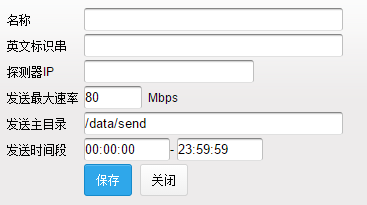 名称
英文标识串
探测器IP
发送最大速率 80 Mbps
发送主目录 /data/send
发送时间段 00:00:00 - 23:59:59
保存 关闭